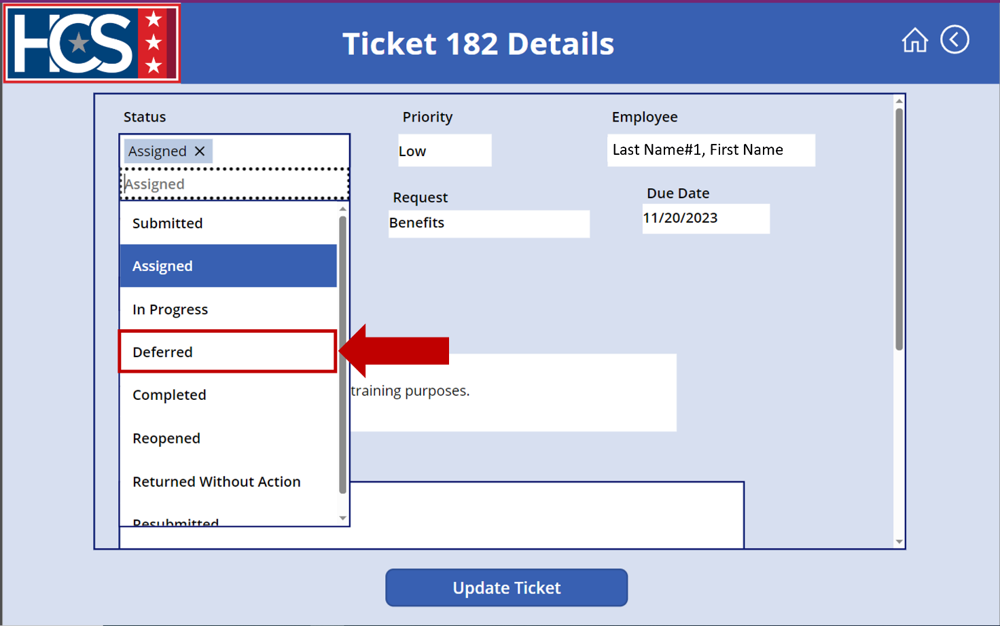 HCS
Ticket 182 Details
Status
Priority
Employee
Assigned ✕
Low
Last Name#1, First Name
Assigned
Request
Due Date
Benefits
11/20/2023
Submitted
Assigned
In Progress
Deferred
training purposes.
Completed
Reopened
Returned Without Action
Resubmitted
Update Ticket